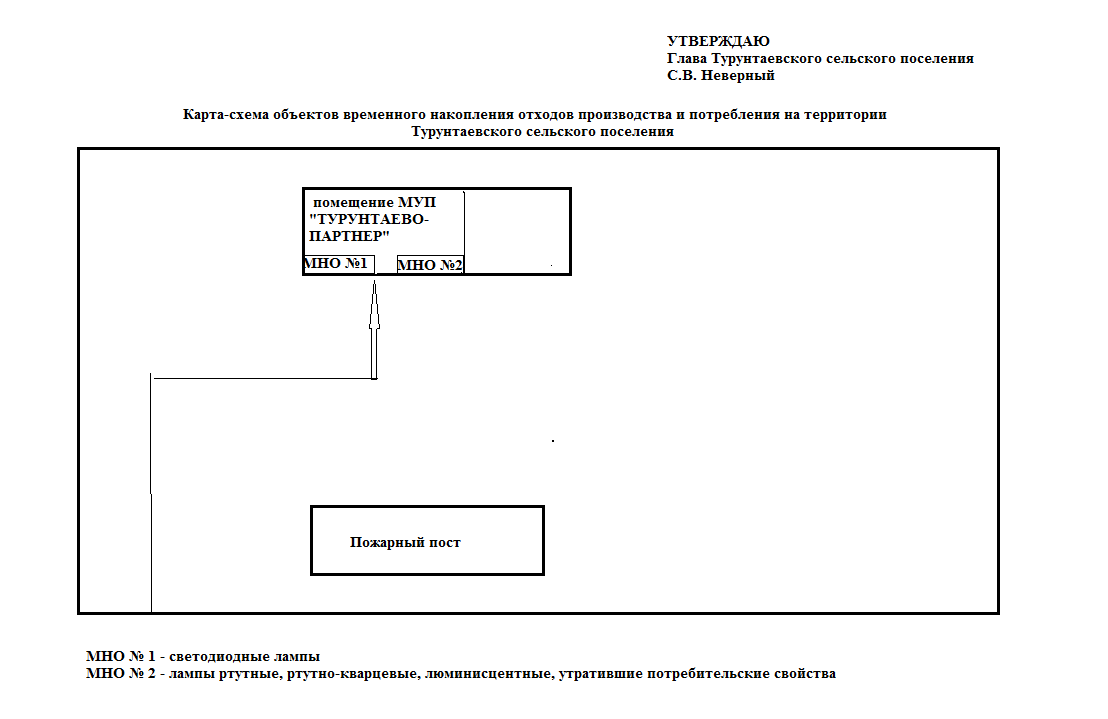 УТВЕРЖДАЮ
Глава Турунтаевского сельского поселения
С.В. Неверный
Карта-схема объектов временного накопления отходов производства и потребления на территории
Турунтаевского сельского поселения
помещение МУП
"ТУРУНТАЕВО-
ПАРТНЕР"
МНО №1
МНО №2
Пожарный пост
МНО № 1 - светодиодные лампы
МНО № 2 - лампы ртутные, ртутно-кварцевые, люминисцентные, утратившие потребительские свойства